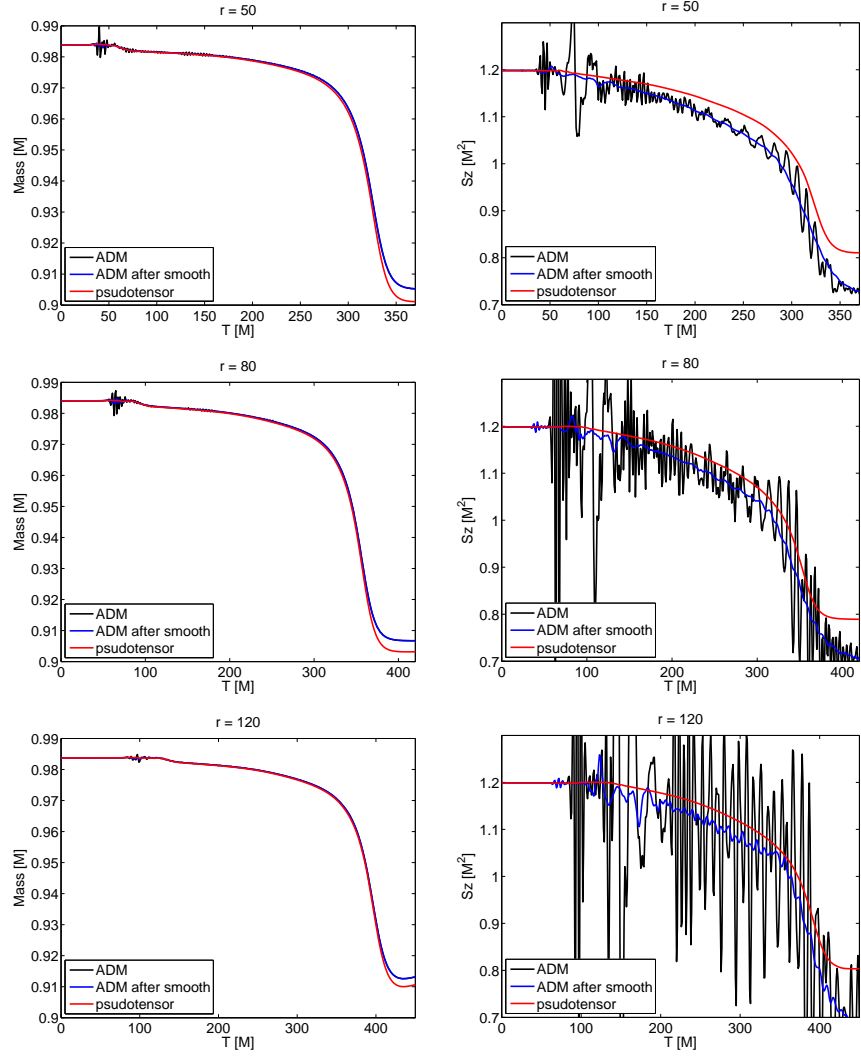 r = 50
0.99
0.98
0.97
0.96
0.95
0.94
0.93
0.92
0.91
0.9
Mass [M]
ADM
ADM after smooth
psudotensor
0
50
100
150
200
250
300
350
T [M]
r = 50
1.2
1.2
1
0.9
0.8
0.7
Sz [M²]
ADM
ADM after smooth
psudotensor
0
50
100
150
200
250
300
350
T [M]
r = 80
0.99
0.98
0.97
0.96
0.95
0.94
0.93
0.92
0.91
0.9
Mass [M]
ADM
ADM after smooth
psudotensor
0
100
200
300
400
T [M]
r = 80
1.2
1.2
1
0.9
0.8
0.7
Sz [M²]
ADM
ADM after smooth
psudotensor
0
100
200
300
400
T [M]
r = 120
0.99
0.98
0.97
0.96
0.95
0.94
0.93
0.92
0.91
0.9
Mass [M]
ADM
ADM after smooth
psudotensor
0
100
200
300
400
T [M]
r = 120
1.2
1.2
1
0.9
0.8
0.7
Sz [M²]
ADM
ADM after smooth
psudotensor
0
100
200
300
400
T [M]